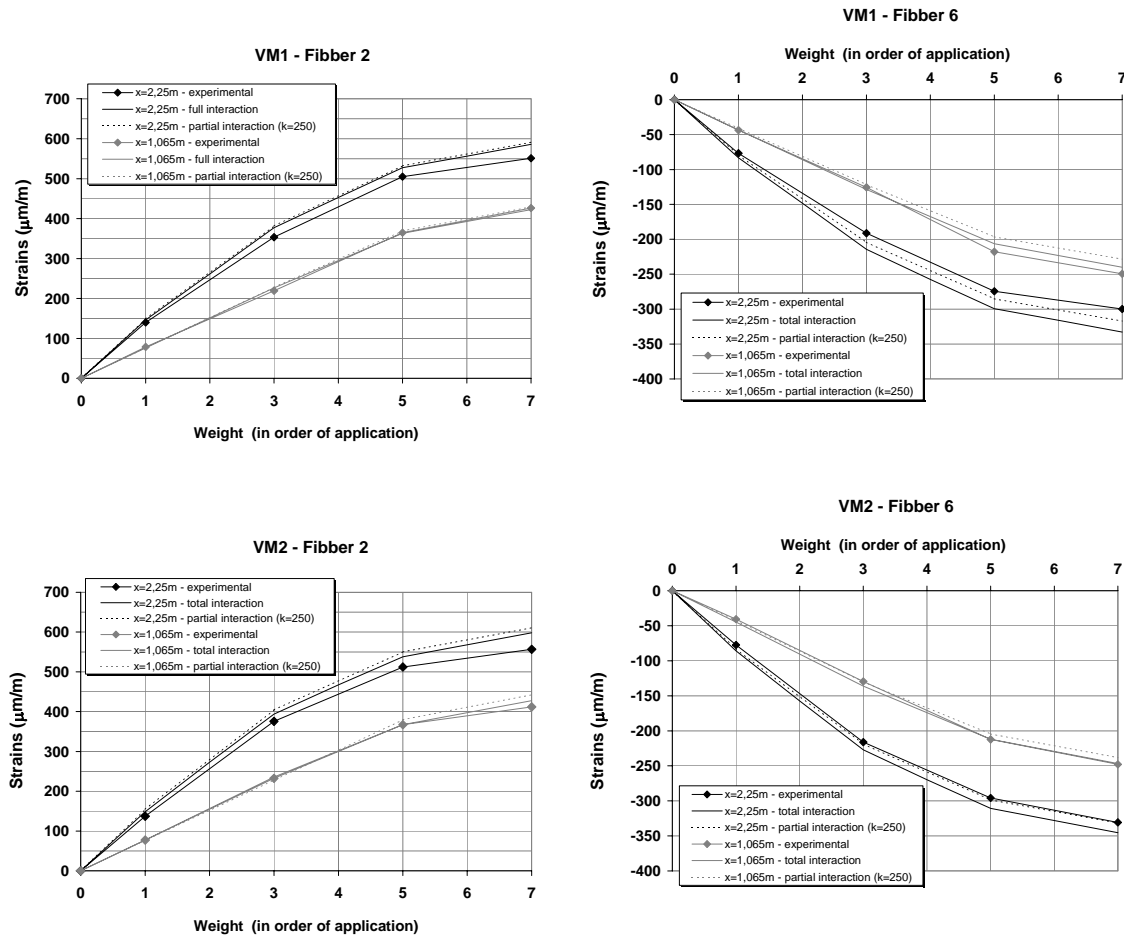 VM1 - Fibber 2
x=2,25m - experimental
x=2,25m - full interaction
x=2,25m - partial interaction (k=250)
x=1,065m - experimental
x=1,065m - full interaction
x=1,065m - partial interaction (k=250)
700
600
500
400
300
200
100
0
Strains (µm/m)
0 1 2 3 4 5 6 7
Weight (in order of application)
VM1 - Fibber 6
Weight (in order of application)
0 1 2 3 4 5 6 7
0
-50
-100
-150
-200
-250
-300
-350
-400
Strains (µm/m)
x=2,25m - experimental
x=2,25m - total interaction
x=2,25m - partial interaction (k=250)
x=1,065m - experimental
x=1,065m - total interaction
x=1,065m - partial interaction (k=250)
VM2 - Fibber 2
x=2,25m - experimental
x=2,25m - total interaction
x=2,25m - partial interaction (k=250)
x=1,065m - experimental
x=1,065m - total interaction
x=1,065m - partial interaction (k=250)
700
600
500
400
300
200
100
0
Strains (µm/m)
0 1 2 3 4 5 6 7
Weight (in order of application)
VM2 - Fibber 6
Weight (in order of application)
0 1 2 3 4 5 6 7
0
-50
-100
-150
-200
-250
-300
-350
-400
Strains (µm/m)
x=2,25m - experimental
x=2,25m - total interaction
x=2,25m - partial interaction (k=250)
x=1,065m - experimental
x=1,065m - total interaction
x=1,065m - partial interaction (k=250)